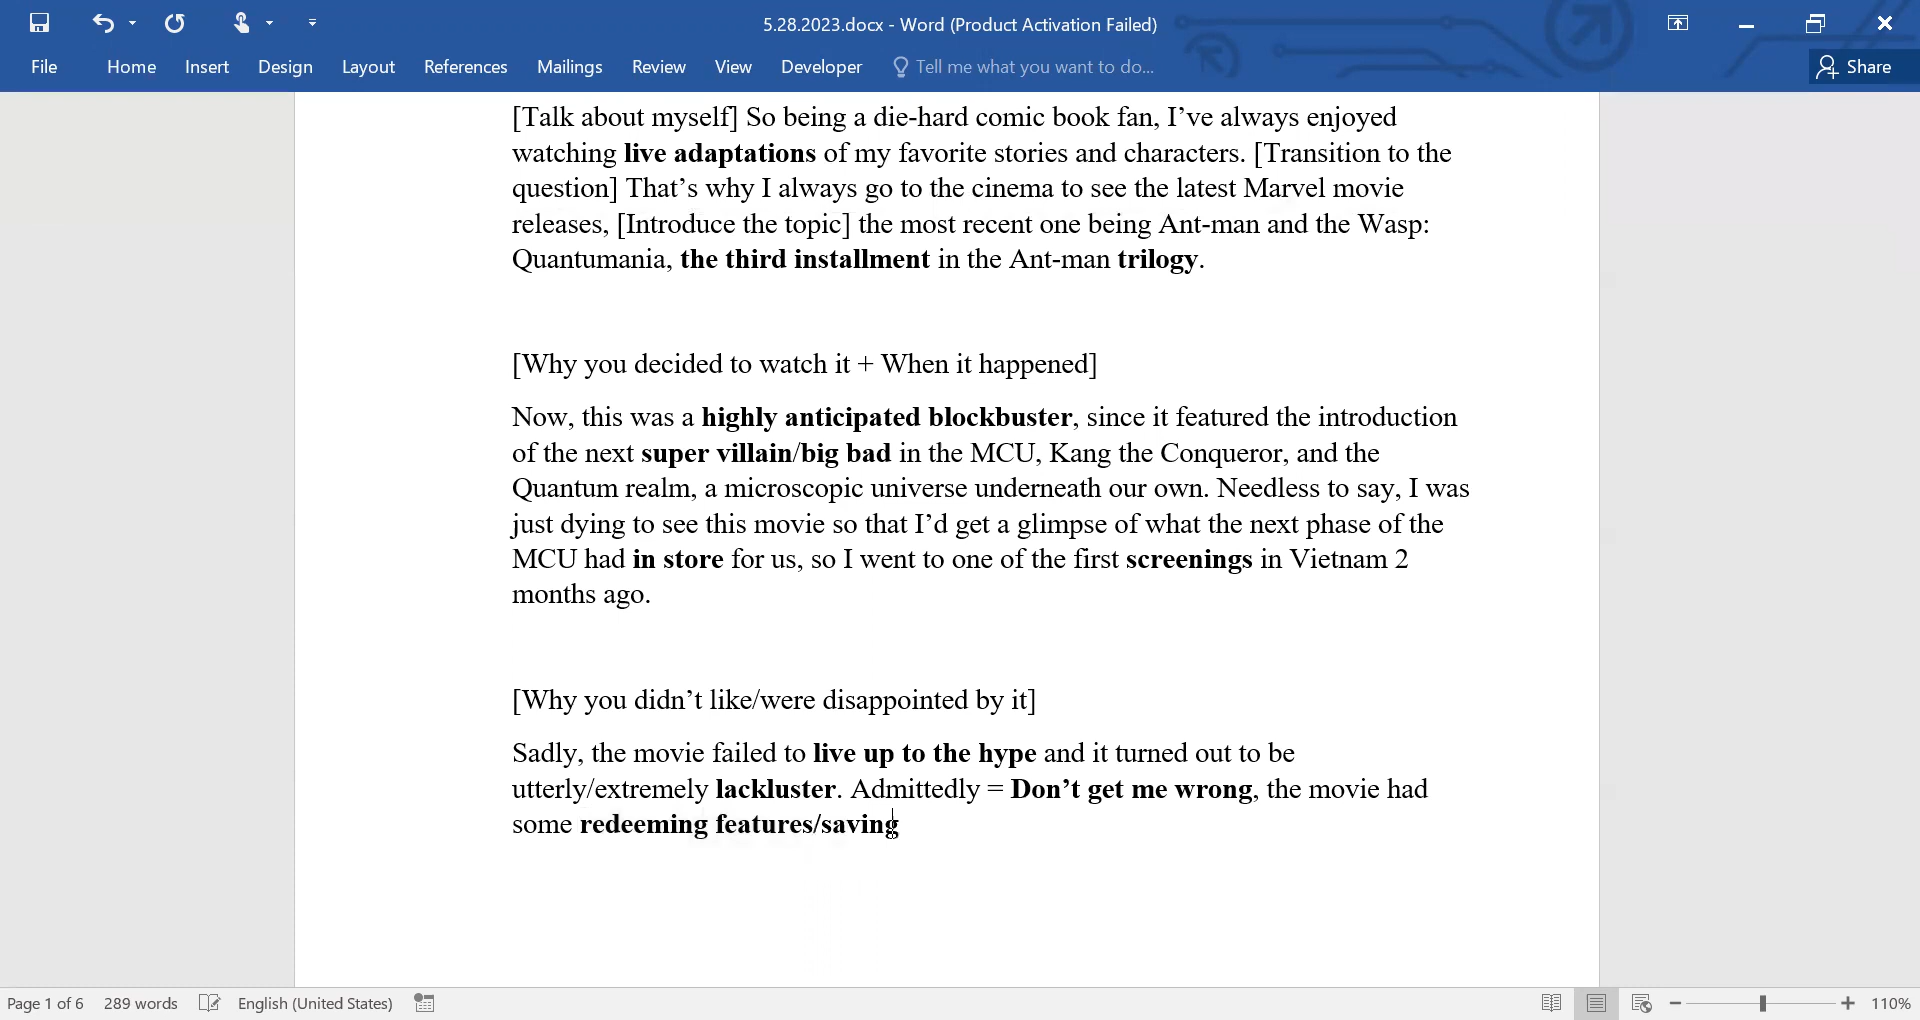 5.28.2023.docx - Word (Product Activation Failed)
File Home Insert Design Layout References Mailings Review View Developer Tell me what you want to do... Share
[Talk about myself] So being a die-hard comic book fan, I’ve always enjoyed
watching live adaptations of my favorite stories and characters. [Transition to the
question] That’s why I always go to the cinema to see the latest Marvel movie
releases, [Introduce the topic] the most recent one being Ant-man and the Wasp:
Quantumania, the third installment in the Ant-man trilogy.
[Why you decided to watch it + When it happened]
Now, this was a highly anticipated blockbuster, since it featured the introduction
of the next super villain/big bad in the MCU, Kang the Conqueror, and the
Quantum realm, a microscopic universe underneath our own. Needless to say, I was
just dying to see this movie so that I’d get a glimpse of what the next phase of the
MCU had in store for us, so I went to one of the first screenings in Vietnam 2
months ago.
[Why you didn’t like/were disappointed by it]
Sadly, the movie failed to live up to the hype and it turned out to be
utterly/extremely lackluster. Admittedly = Don’t get me wrong, the movie had
some redeeming features/saving
Page 1 of 6 289 words English (United States) 110%